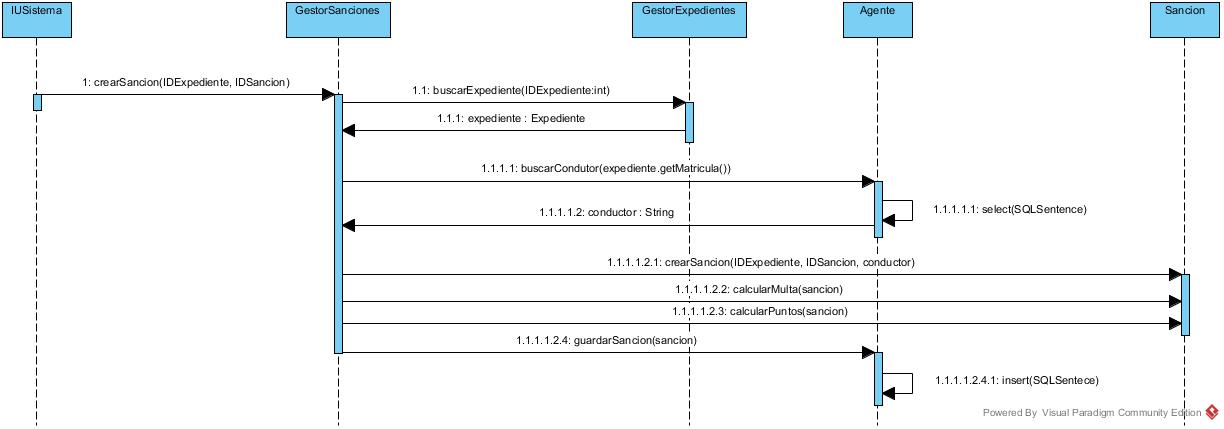 IUSistema
GestorSanciones
GestorExpedientes
Agente
Sancion
1: crearSancion(IDExpediente, IDSancion)
1.1: buscarExpediente(IDExpediente:int)
1.1.1: expediente : Expediente
1.1.1.1: buscarCondutor(expediente.getMatricula())
1.1.1.1.1: select(SQLSentence)
1.1.1.1.2: conductor : String
1.1.1.1.2.1: crearSancion(IDExpediente, IDSancion, conductor)
1.1.1.1.2.2: calcularMulta(sancion)
1.1.1.1.2.3: calcularPuntos(sancion)
1.1.1.1.2.4: guardarSancion(sancion)
1.1.1.1.2.4.1: insert(SQLSentece)
Powered By Visual Paradigm Community Edition